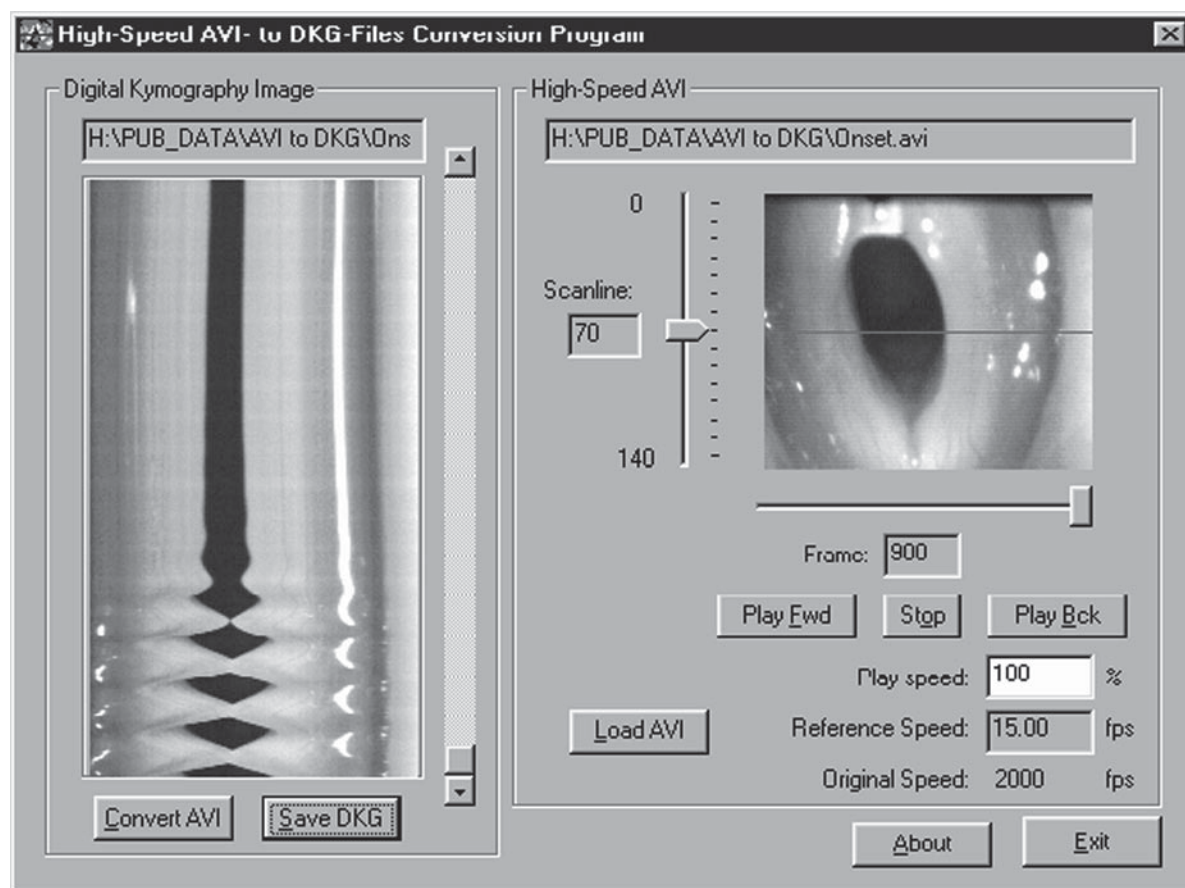 High-Speed AVI- to DKG-Files Conversion Program
Digital Kymography Image
H:\PUB_DATA\AVI to DKG\Ons
Convert AVI
Save DKG
High-Speed AVI
H:\PUB_DATA\AVI to DKG\Onset.avi
0
Scanline:
70
140
Frame: 900
Play Fwd Stop Play Bck
Play speed: 100 %
Load AVI
Reference Speed: 15.00 fps
Original Speed: 2000 fps
About Exit